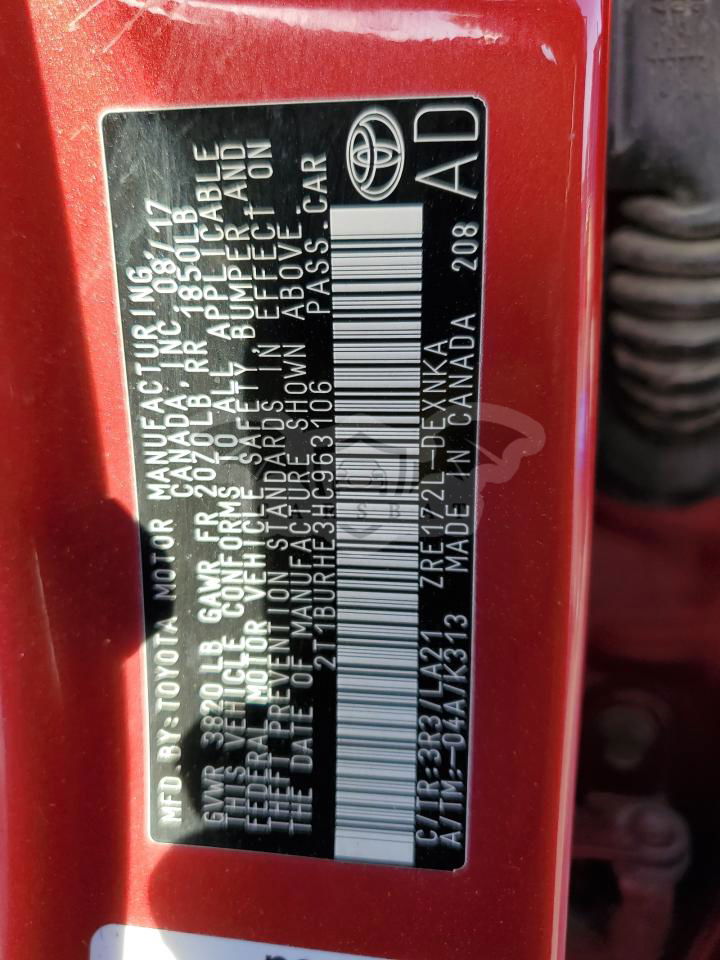 MFD BY:TOYOTA MOTOR MANUFACTURING
CANADA, INC. 08/17
GVWR 3820LB GAWR FR 2070LB, RR 1850LB
THIS VEHICLE CONFORMS TO ALL APPLICABLE
FEDERAL MOTOR VEHICLE SAFETY, BUMPER AND
THEFT PREVENTION STANDARDS IN EFFECT ON
THE DATE OF MANUFACTURE SHOWN ABOVE.
2T1BURHE3HC963106 PASS.CAR
C/TR:3R3/LA21 ZRE172L-DEXNKA
A/TM:-04A/K313 MADE IN CANADA 208
AD